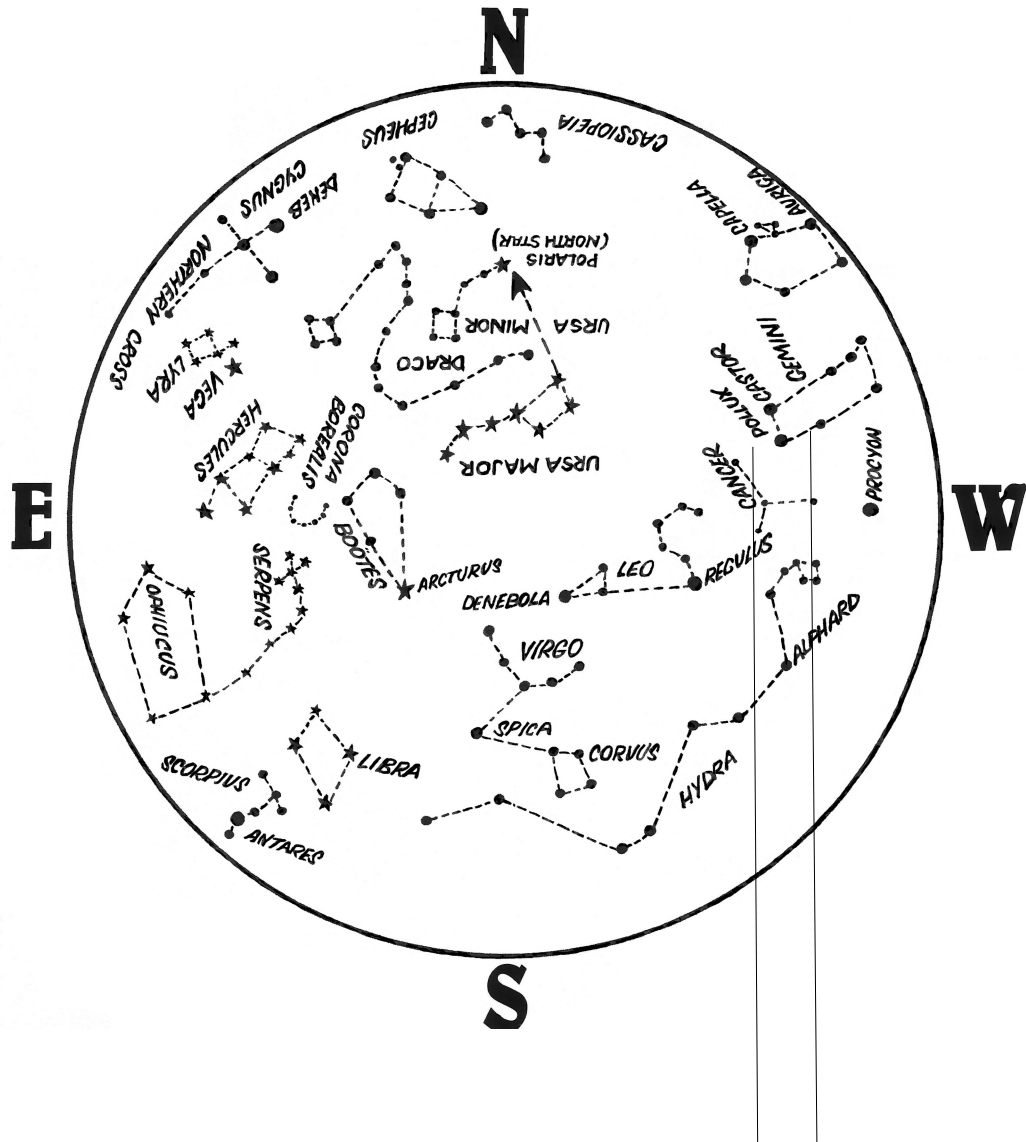 N
CEPHEUS
CASSIOPEIA
CYGNUS
DENEB
NORTHERN CROSS
CAPELLA
AURIGA
POLARIS
(NORTH STAR)
URSA MINOR
LYRA
VEGA
DRACO
GEMINI
CASTOR
POLLUX
HERCULES
CORONA
BOREALIS
URSA MAJOR
CANCER
PROCYON
E
W
BOOTES
ARCTURUS
SERPENS
OPHIUCUS
LEO
REGULUS
DENEBOLA
VIRGO
ALPHARD
SPICA
CORVUS
LIBRA
HYDRA
SCORPIUS
ANTARES
S